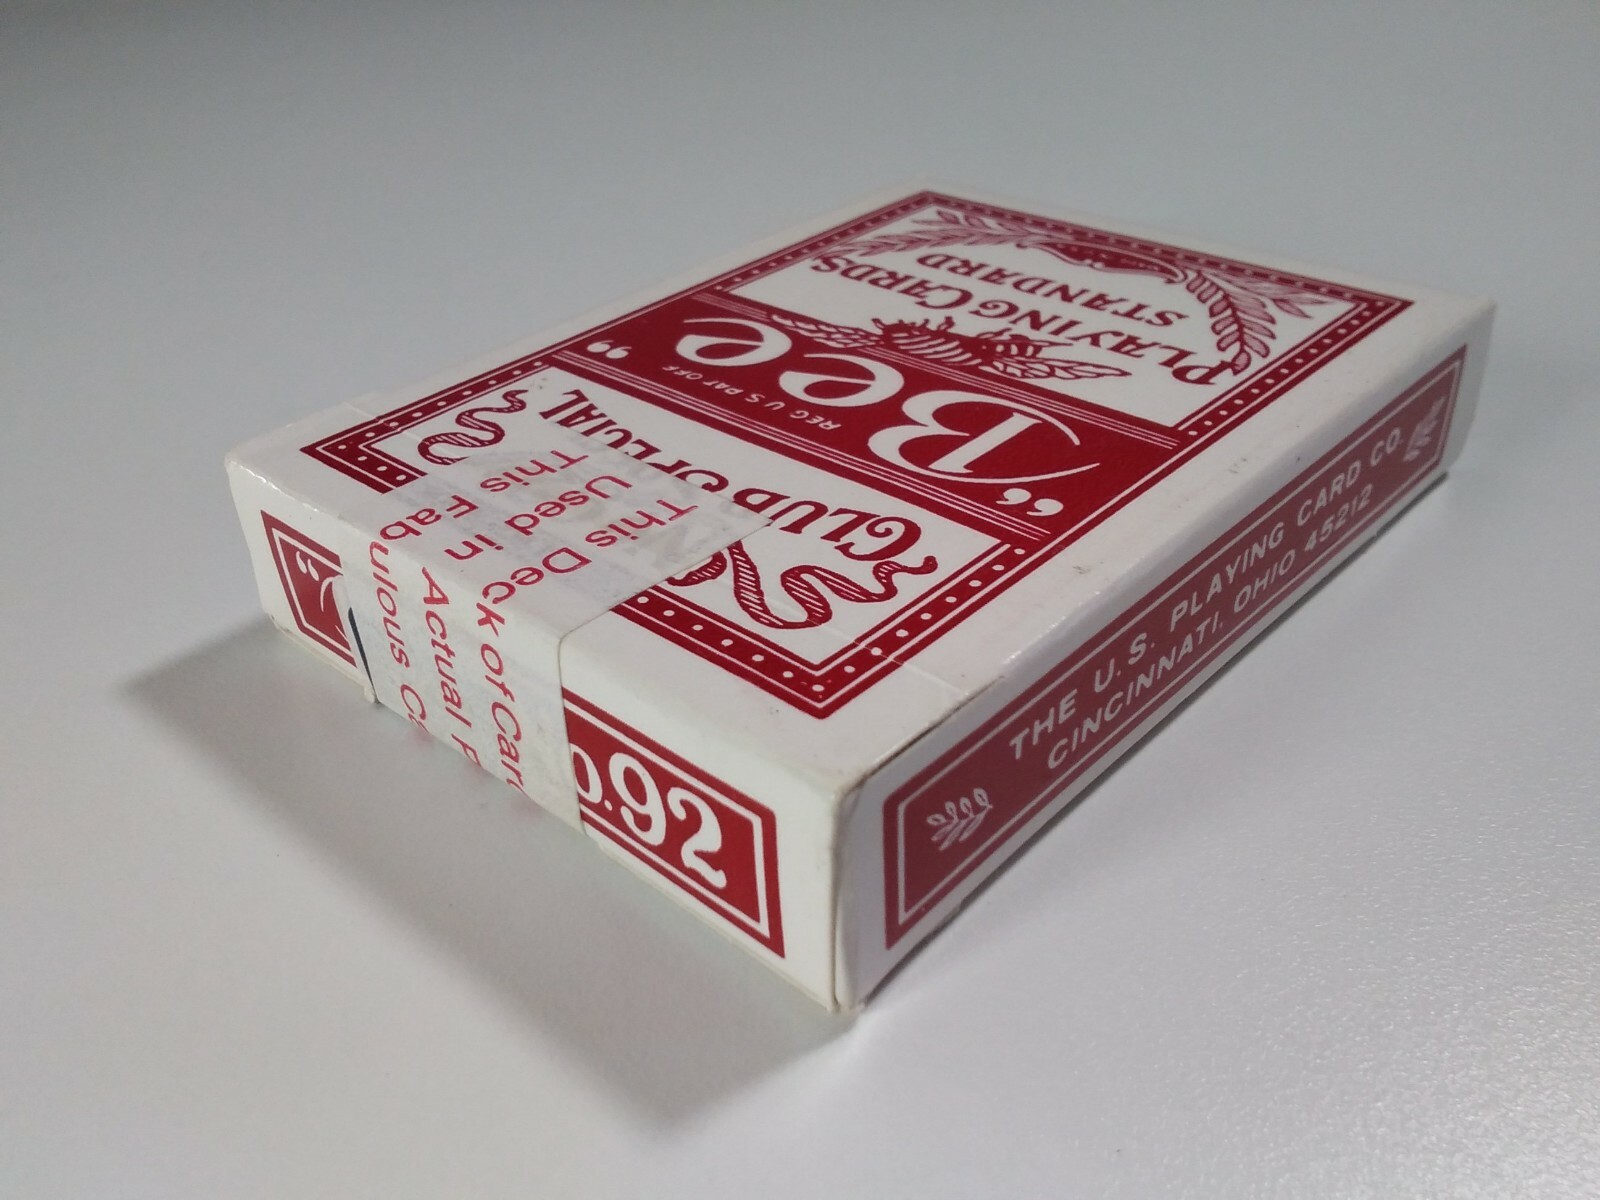 PLAYING CARDS
STANDARD
"Bee"
REG U S PAT OFF
CLUB SPECIAL
This Deck of Car
Used in Actual P
This Fabulous C
.92
THE U.S. PLAYING CARD CO.
CINCINNATI, OHIO 45212